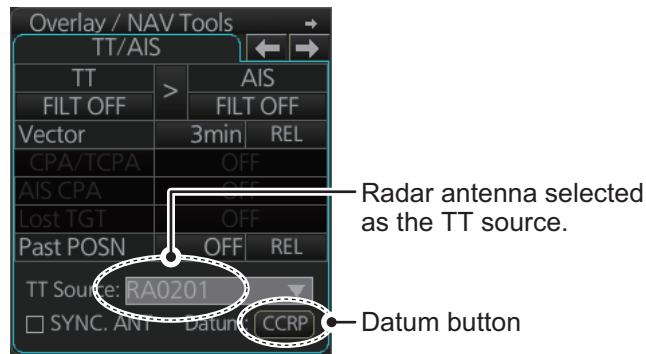 Overlay / NAV Tools
TT/AIS
TT > AIS
FILT OFF FILT OFF
Vector 3min REL
CPA/TCPA OFF
AIS CPA OFF
Lost TGT OFF
Past POSN OFF REL
TT Source: RA0201
SYNC. ANT Datum: CCRP
Radar antenna selected
as the TT source.
Datum button